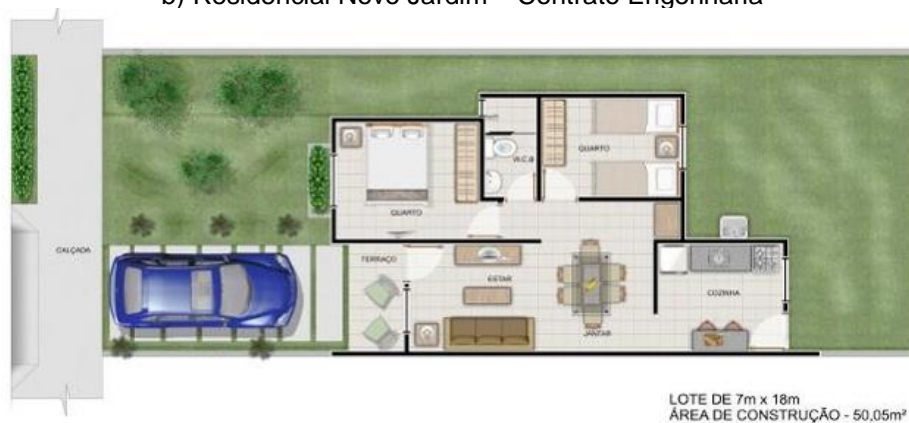 b) Residencial Novo Jardim – Contrato Engenharia
QUARTO
W.C.B
QUARTO
CALÇADA
TERRAÇO
ESTAR
JANTAR
COZINHA
LOTE DE 7m x 18m
ÁREA DE CONSTRUÇÃO - 50,05m²